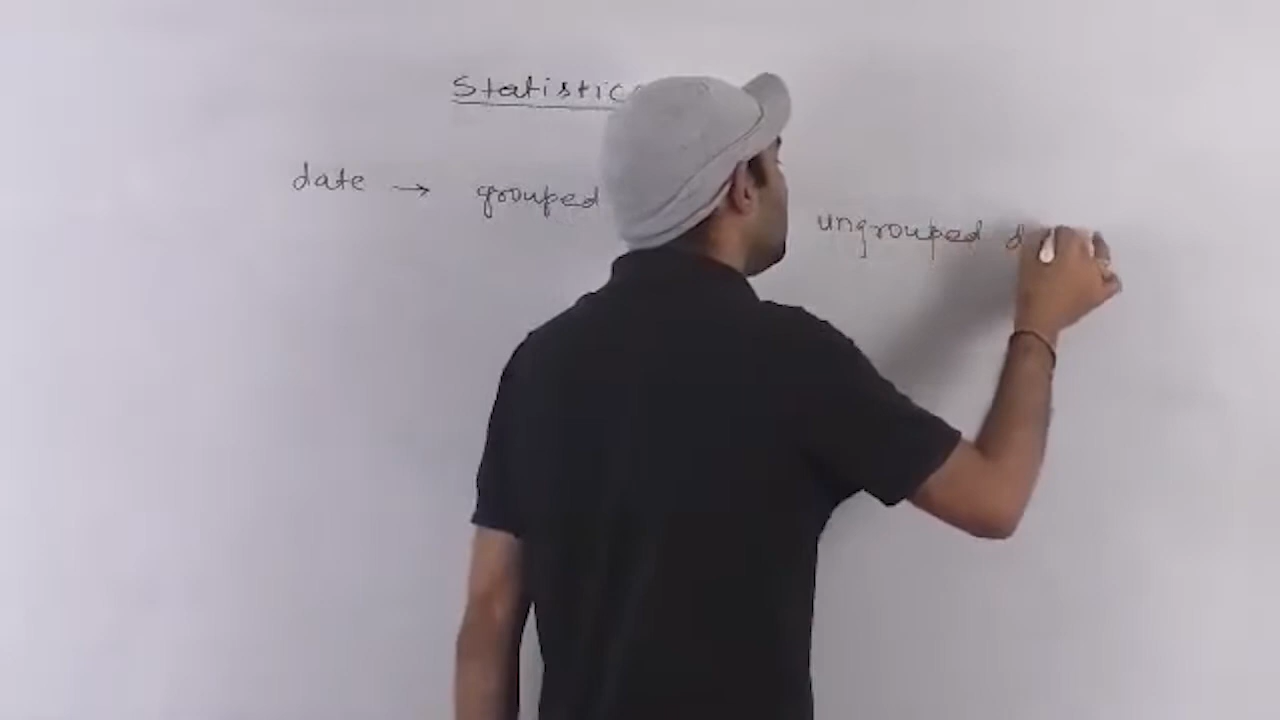 Statistic
date → grouped
ungrouped d